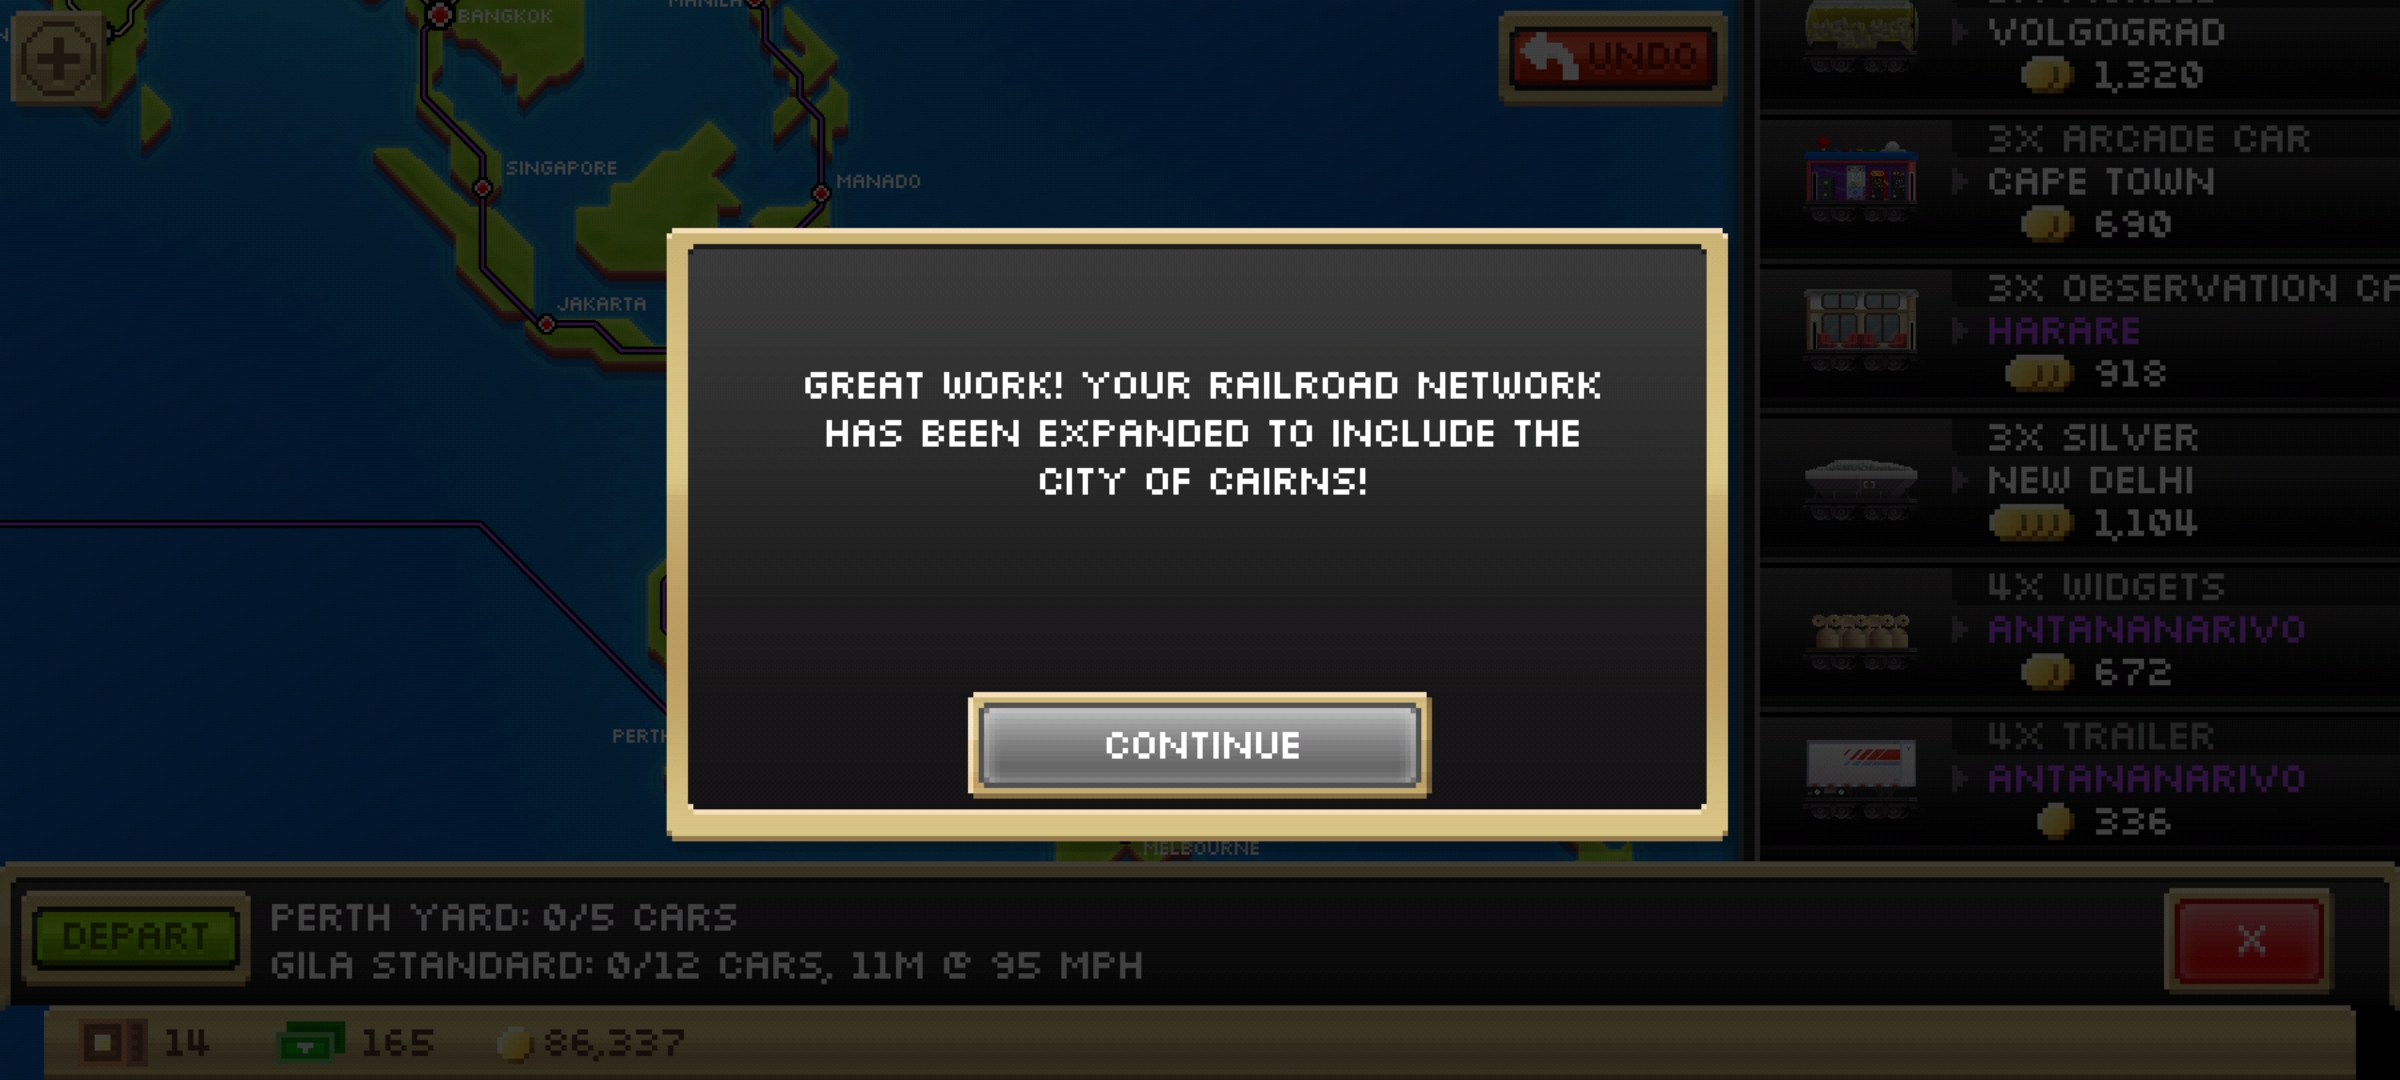 BANGKOK
MANILA
UNDO
SINGAPORE
MANADO
JAKARTA
GREAT WORK! YOUR RAILROAD NETWORK
HAS BEEN EXPANDED TO INCLUDE THE
CITY OF CAIRNS!
CONTINUE
PERTH
MELBOURNE
VOLGOGRAD
1,320
3X ARCADE CAR
CAPE TOWN
690
3X OBSERVATION CA
HARARE
918
3X SILVER
NEW DELHI
1,104
4X WIDGETS
ANTANANARIVO
672
4X TRAILER
ANTANANARIVO
336
DEPART
PERTH YARD: 0/5 CARS
GILA STANDARD: 0/12 CARS, 11M @ 95 MPH
X
14
165
86,337